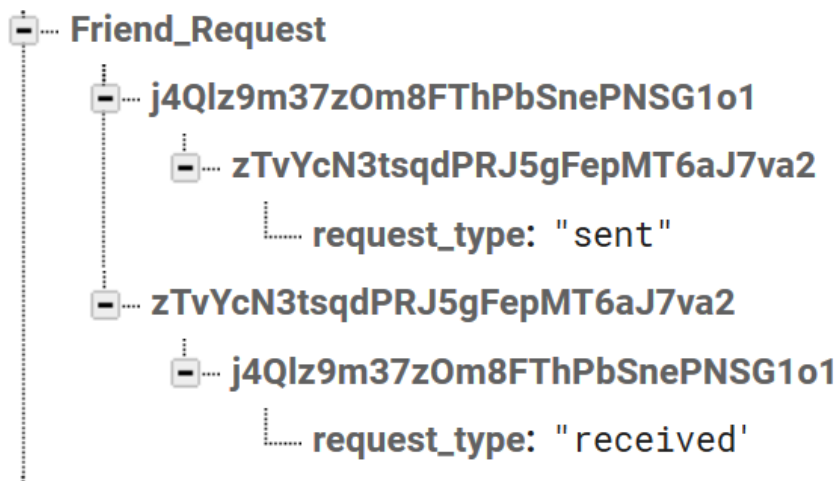 Friend_Request
j4Qlz9m37zOm8FThPbSnePNSG1o1
zTvYcN3tsqdPRJ5gFepMT6aJ7va2
request_type: "sent"
zTvYcN3tsqdPRJ5gFepMT6aJ7va2
j4Qlz9m37zOm8FThPbSnePNSG1o1
request_type: "received'